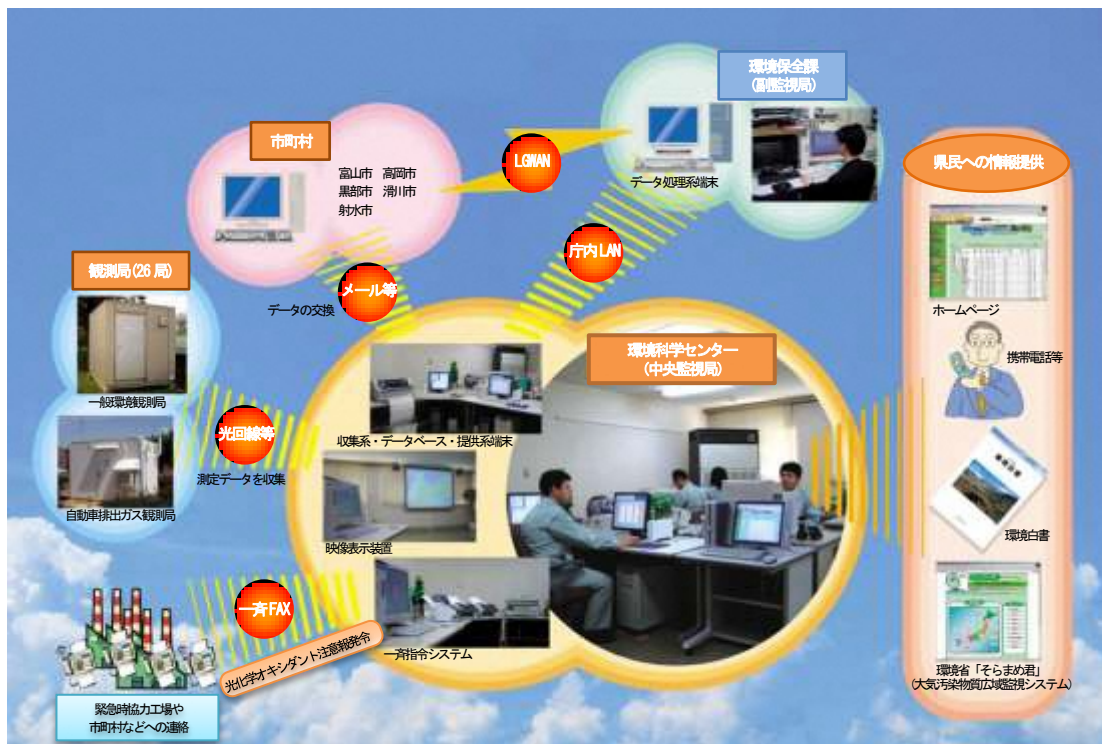 環境保全課
(副監視局)
市町村
富山市 高岡市
黒部市 滑川市
射水市
LGWAN
データ処理系端末
県民への情報提供
庁内LAN
観測局(26局)
メール等
データの交換
ホームページ
環境科学センター
(中央監視局)
携帯電話等
一般環境観測局
光回線等
収集系・データベース・提供系端末
測定データを収集
自動車排出ガス観測局
映像表示装置
環境白書
一斉FAX
光化学オキシダント注意報発令
一斉指令システム
環境省「そらまめ君」
(大気汚染物質広域監視システム)
緊急時協力工場や
市町村などへの連絡